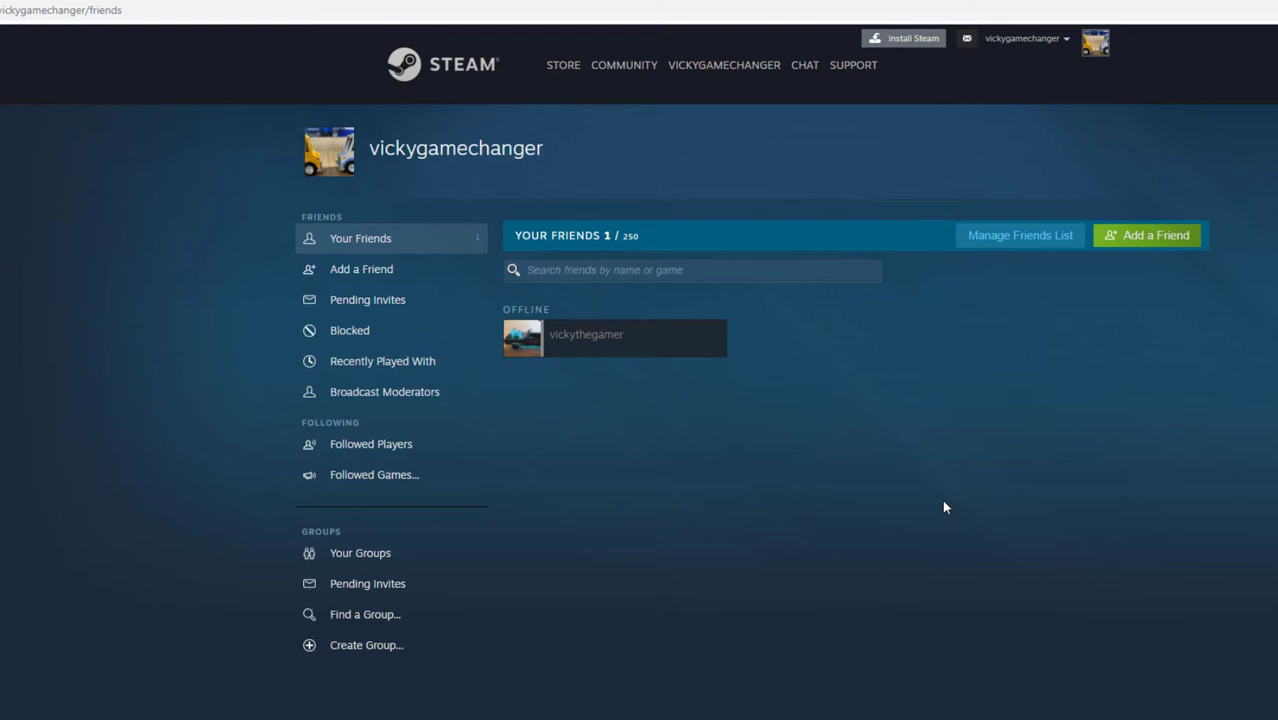 vickygamechanger/friends
Install Steam
vickygamechanger
STEAM®
STORE COMMUNITY VICKYGAMECHANGER CHAT SUPPORT
vickygamechanger
FRIENDS
Your Friends 1
Add a Friend
Pending Invites
Blocked
Recently Played With
Broadcast Moderators
FOLLOWING
Followed Players
Followed Games...
GROUPS
Your Groups
Pending Invites
Find a Group...
Create Group...
YOUR FRIENDS 1 / 250
Manage Friends List
Add a Friend
Search friends by name or game
OFFLINE
vickythegamer